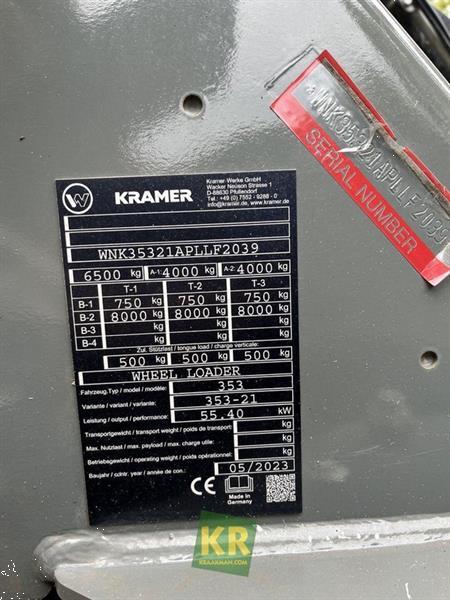 KRAMER
Kramer-Werke GmbH
Wacker Neuson Strasse 1
D-88630 Pfullendorf
Tel.: +49 (0) 7552 - 9288 - 0
info@kramer.de, www.kramer.de
WNK35321APLLF2039
6500 kg A-1: 4000 kg A-2: 4000 kg
T-1 T-2 T-3
B-1 750 kg 750 kg 750 kg
B-2 8000 kg 8000 kg 8000 kg
B-3 kg kg kg
B-4 kg kg kg
Zul. Stützlast / tongue load / charge verticale:
500 kg 500 kg 500 kg
WHEEL LOADER
Fahrzeug.Typ / model / modèle: 353
Variante / variant / variante: 353-21
Leistung / output / performance: 55.40 kW
Transportgewicht / transport weight / poids de transport: kg
Max. Nutzlast / max. payload / max. charge utile: kg
Betriebsgewicht / operating weight / poids opérationnel: kg
Baujahr / c/ntr. year / année de con.: 05/2023
CE
Made in
Germany
*WNK35321APLLF2039
SERIAL NUMBER
KR
KRAAKMAN.COM